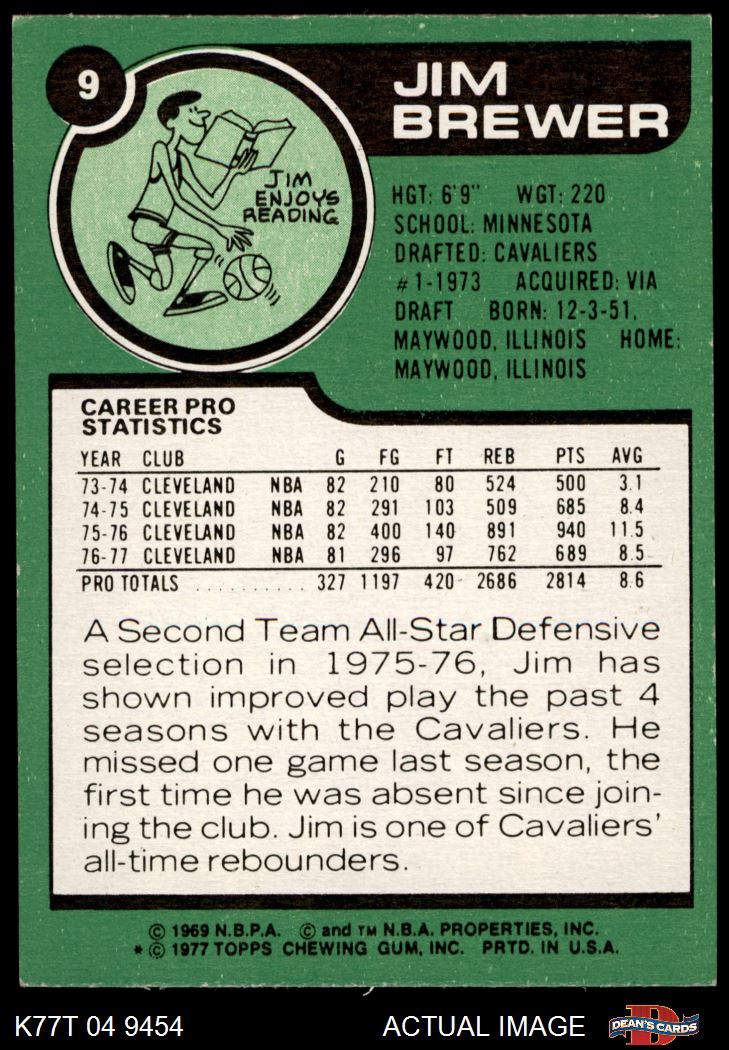 9
JIM
BREWER
JIM
ENJOYS
READING
HGT: 6'9" WGT: 220
SCHOOL: MINNESOTA
DRAFTED: CAVALIERS
#1-1973 ACQUIRED: VIA
DRAFT BORN: 12-3-51,
MAYWOOD, ILLINOIS HOME:
MAYWOOD, ILLINOIS
CAREER PRO
STATISTICS
YEAR CLUB G FG FT REB PTS AVG
73-74 CLEVELAND NBA 82 210 80 524 500 3.1
74-75 CLEVELAND NBA 82 291 103 509 685 8.4
75-76 CLEVELAND NBA 82 400 140 891 940 11.5
76-77 CLEVELAND NBA 81 296 97 762 689 8.5
PRO TOTALS .......... 327 1197 420 2686 2814 8.6
A Second Team All-Star Defensive
selection in 1975-76, Jim has
shown improved play the past 4
seasons with the Cavaliers. He
missed one game last season, the
first time he was absent since join-
ing the club. Jim is one of Cavaliers'
all-time rebounders.
© 1969 N.B.P.A. © and TM N.B.A. PROPERTIES, INC.
* © 1977 TOPPS CHEWING GUM, INC. PRTD. IN U.S.A.
K77T 04 9454 ACTUAL IMAGE D DEAN'S CARDS